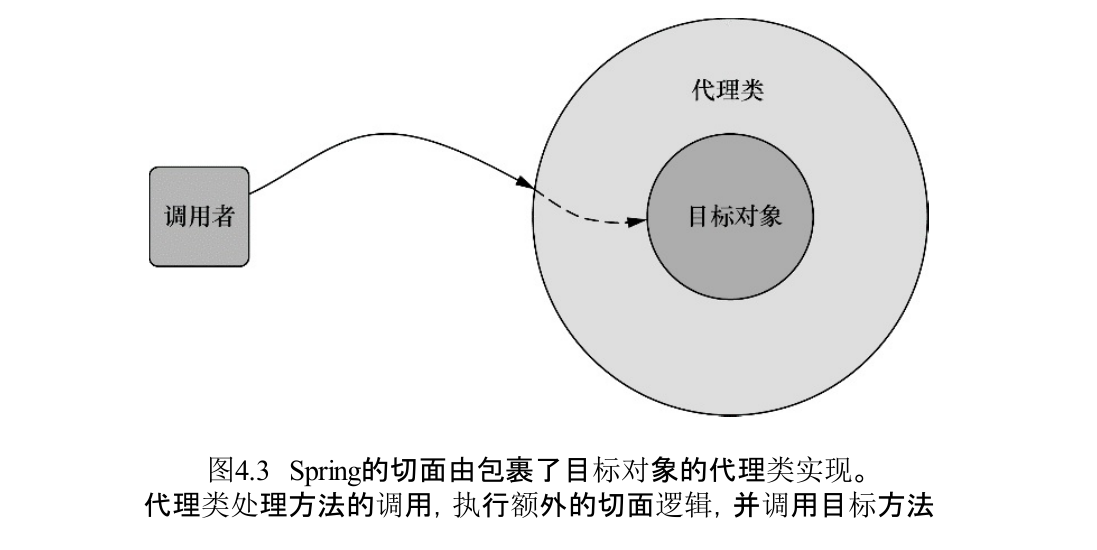 代理类
调用者
目标对象
图4.3 Spring的切面由包裹了目标对象的代理类实现。
代理类处理方法的调用，执行额外的切面逻辑，并调用目标方法